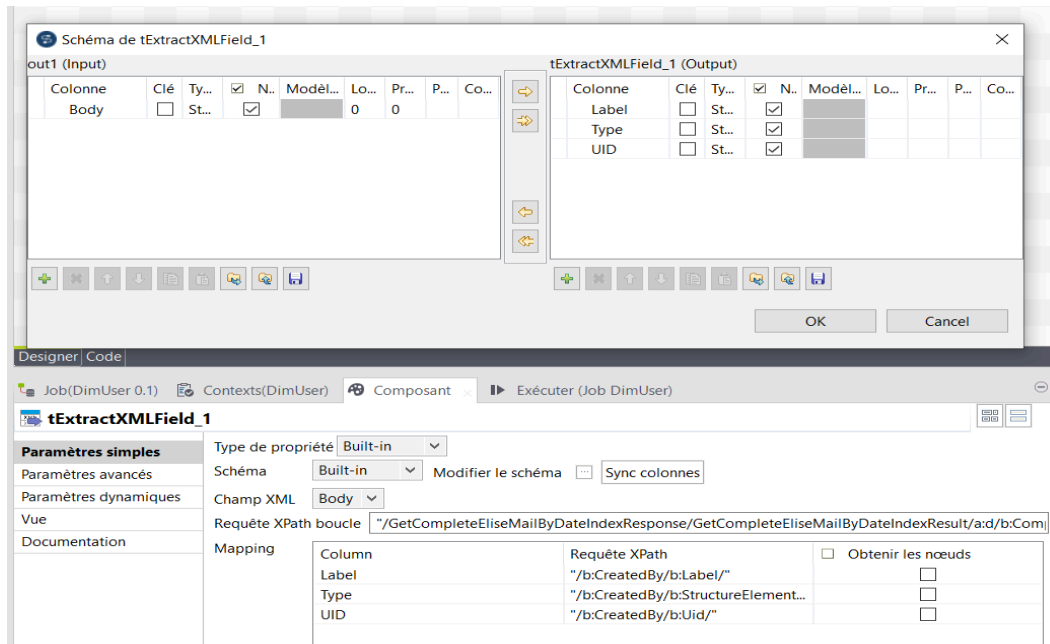 Schéma de tExtractXMLField_1
out1 (Input)
tExtractXMLField_1 (Output)
Colonne Clé Ty... N.. Modèl... Lo... Pr... P... Co...
Body St... 0 0
Colonne Clé Ty... N.. Modèl... Lo... Pr... P... Co...
Label St...
Type St...
UID St...
OK Cancel
Designer Code
Job(DimUser 0.1) Contexts(DimUser) Composant Exécuter (Job DimUser)
tExtractXMLField_1
Paramètres simples
Paramètres avancés
Paramètres dynamiques
Vue
Documentation
Type de propriété Built-in
Schéma Built-in Modifier le schéma ... Sync colonnes
Champ XML Body
Requête XPath boucle "/GetCompleteEliseMailByDateIndexResponse/GetCompleteEliseMailByDateIndexResult/a:d/b:Com
Mapping
Column Requête XPath Obtenir les nœuds
Label "/b:CreatedBy/b:Label/"
Type "/b:CreatedBy/b:StructureElement...
UID "/b:CreatedBy/b:Uid/"